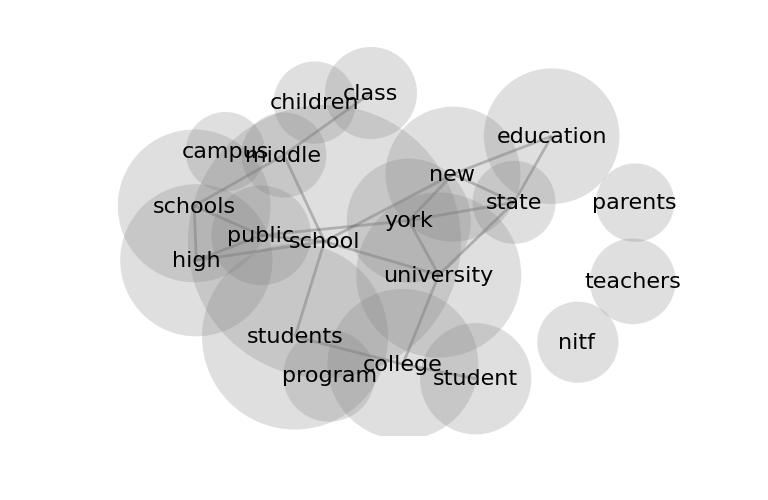 class
children
education
campus
middle
new
schools
state
parents
york
public
school
high
university
teachers
students
nitf
college
program
student